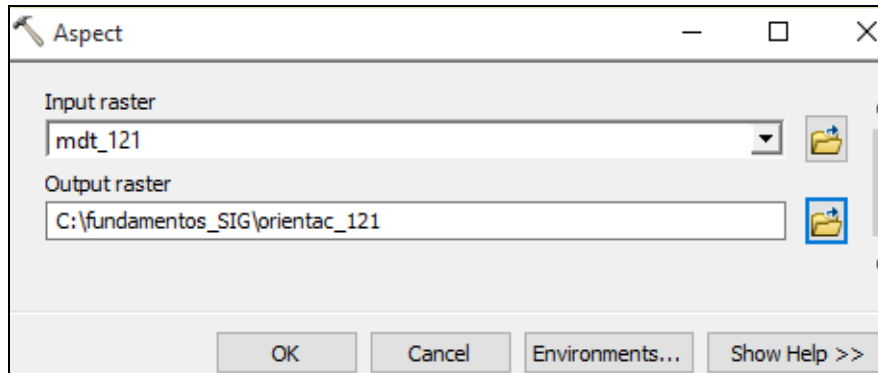 Aspect
Input raster
mdt_121
Output raster
C:\fundamentos_SIG\orientac_121
OK Cancel Environments... Show Help >>